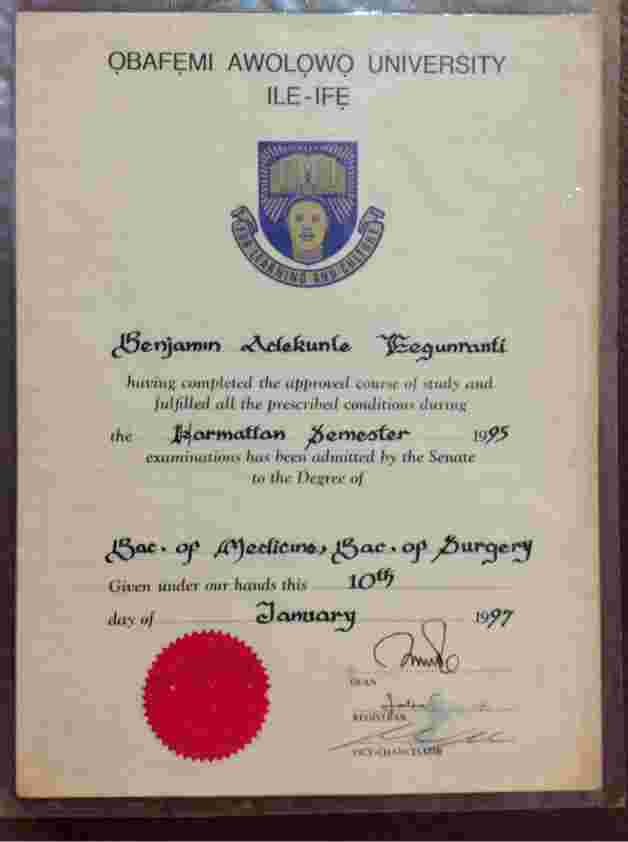 ỌBAFẸMI AWOLỌWỌ UNIVERSITY
ILE-IFẸ
FOR LEARNING AND CULTURE
Benjamin Adekunle
having completed the approved course of study and
fulfilled all the prescribed conditions during
the Harmattan Semester 1995
examinations has been admitted by the Senate
to the Degree of
Bac. of Medicine, Bac. of Surgery
Given under our hands this 10th
day of January 1997
DEAN
REGISTRAR
VICE-CHANCELLOR